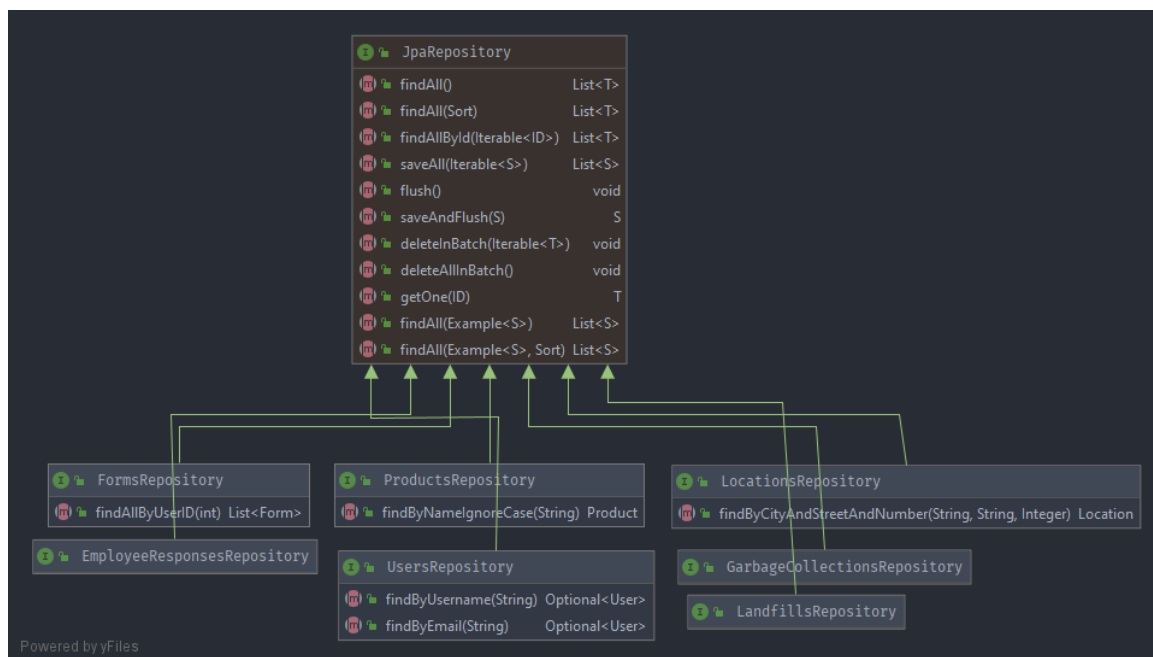 JpaRepository
findAll() List<T>
findAll(Sort) List<T>
findAllById(Iterable<ID>) List<T>
saveAll(Iterable<S>) List<S>
flush() void
saveAndFlush(S) S
deleteInBatch(Iterable<T>) void
deleteAllInBatch() void
getOne(ID) T
findAll(Example<S>) List<S>
findAll(Example<S>, Sort) List<S>
FormsRepository
findAllByUserID(int) List<Form>
EmployeeResponsesRepository
ProductsRepository
findByNameIgnoreCase(String) Product
UsersRepository
findByUsername(String) Optional<User>
findByEmail(String) Optional<User>
LocationsRepository
findByCityAndStreetAndNumber(String, String, Integer) Location
GarbageCollectionsRepository
LandfillsRepository
Powered by yFiles